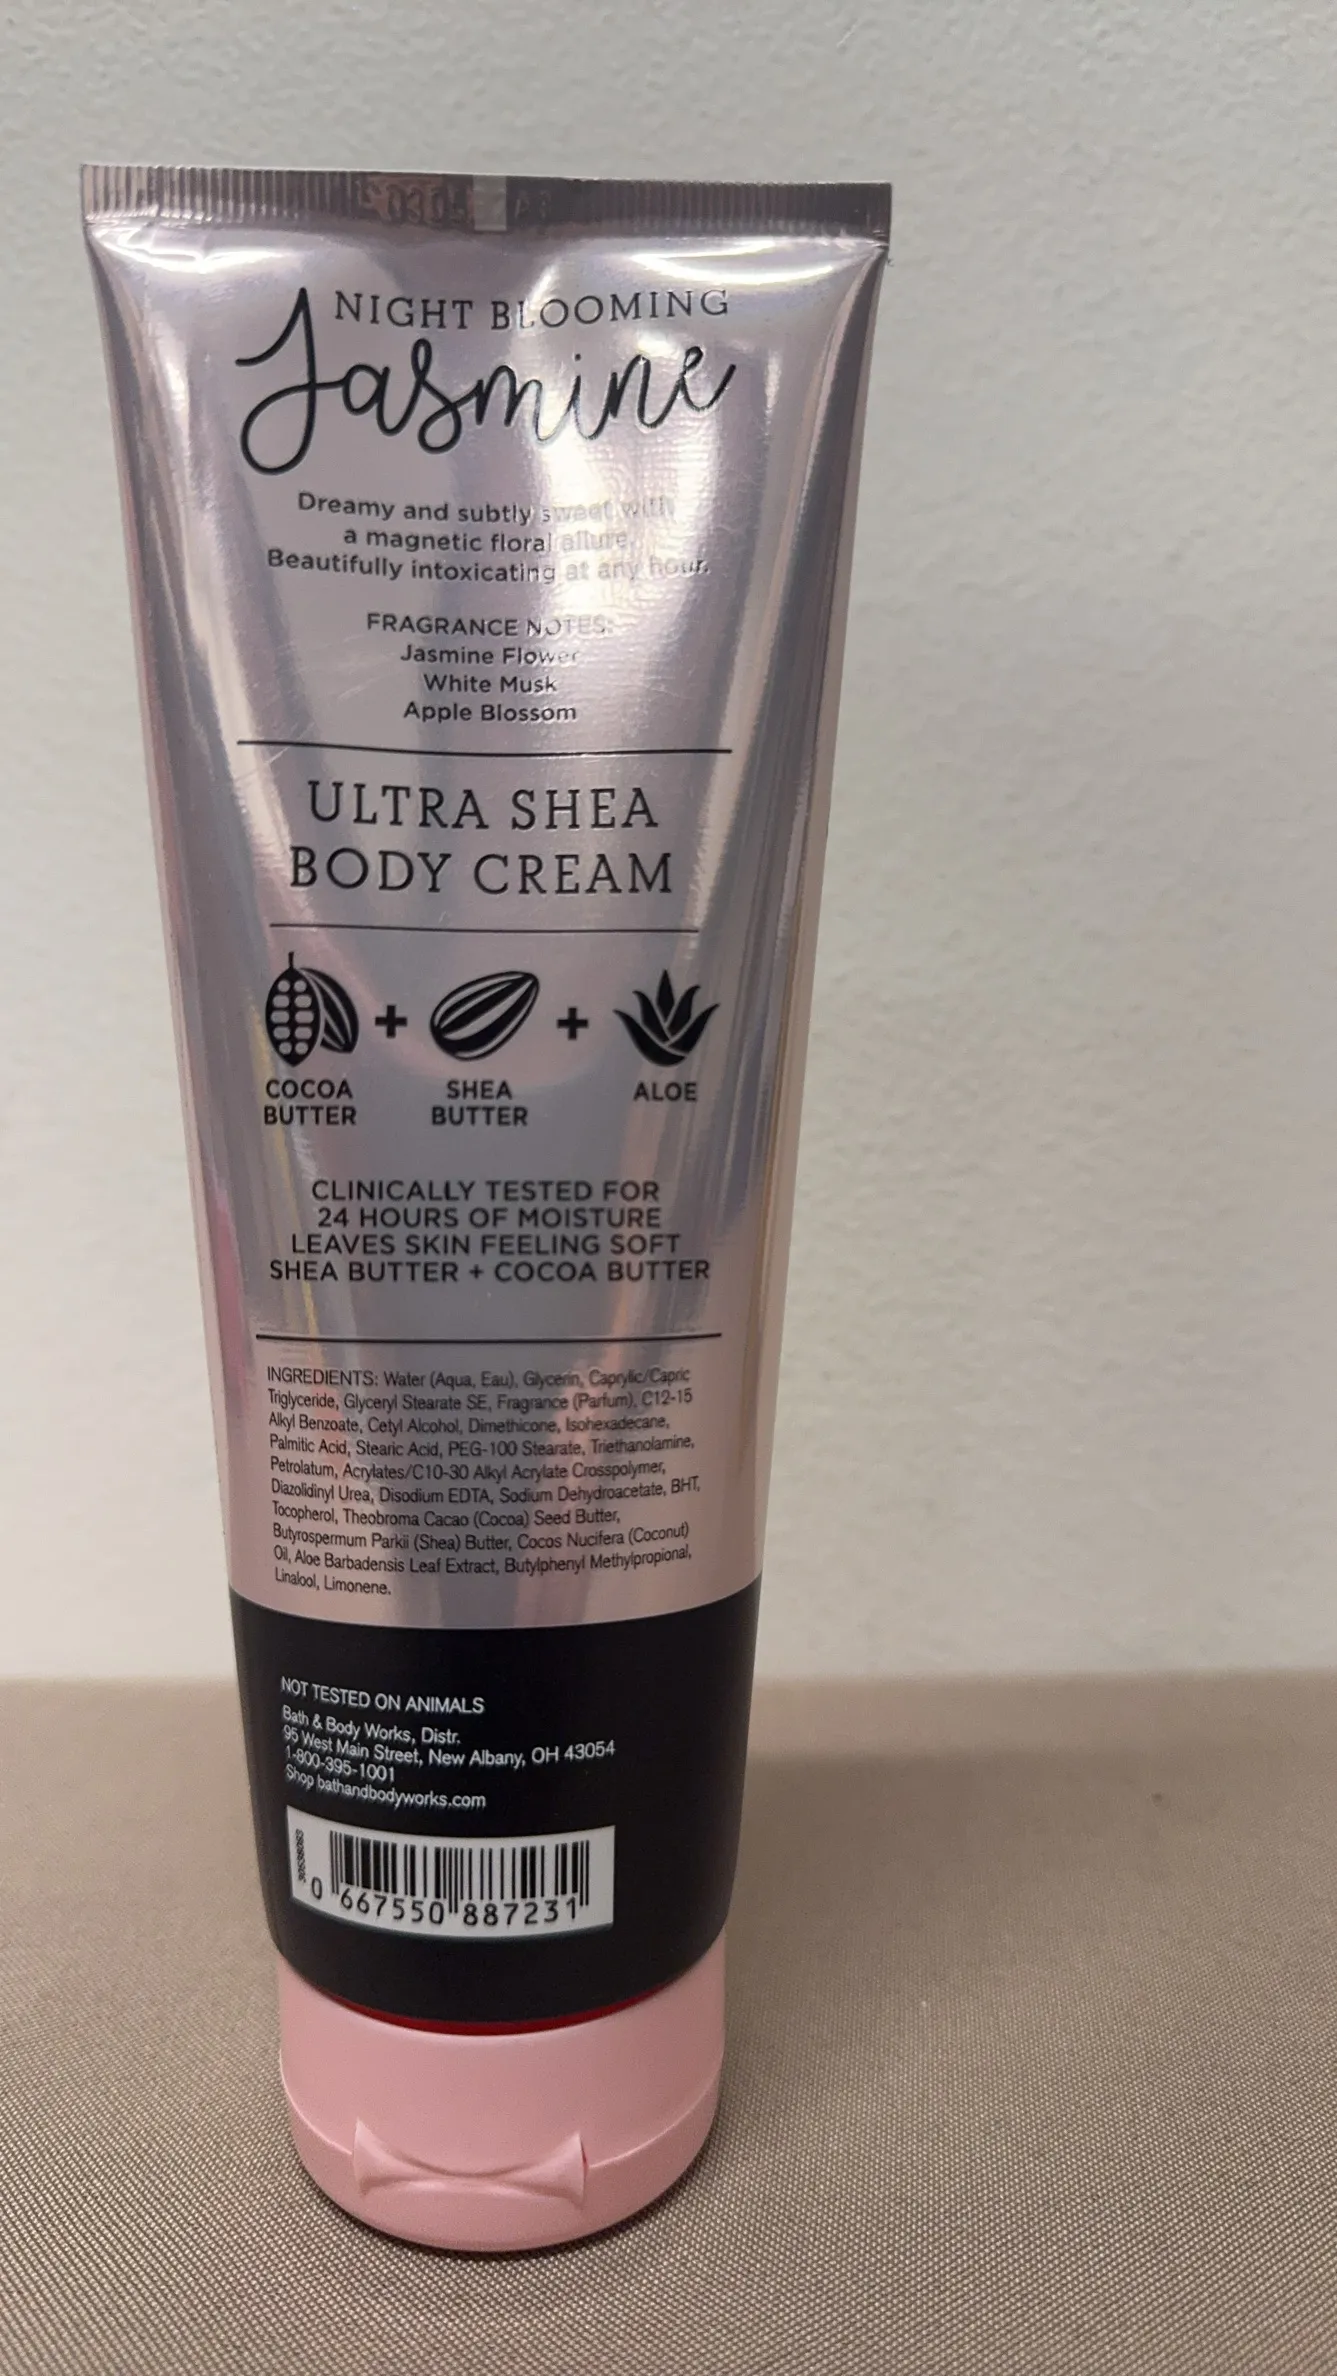 NIGHT BLOOMING
Jasmine
Dreamy and subtly sweet with
a magnetic floral allure.
Beautifully intoxicating at any hour.
FRAGRANCE NOTES:
Jasmine Flower
White Musk
Apple Blossom
ULTRA SHEA
BODY CREAM
COCOA
BUTTER
+
SHEA
BUTTER
+
ALOE
CLINICALLY TESTED FOR
24 HOURS OF MOISTURE
LEAVES SKIN FEELING SOFT
SHEA BUTTER + COCOA BUTTER
INGREDIENTS: Water (Aqua, Eau), Glycerin, Caprylic/Capric
Triglyceride, Glyceryl Stearate SE, Fragrance (Parfum), C12-15
Alkyl Benzoate, Cetyl Alcohol, Dimethicone, Isohexadecane,
Palmitic Acid, Stearic Acid, PEG-100 Stearate, Triethanolamine,
Petrolatum, Acrylates/C10-30 Alkyl Acrylate Crosspolymer,
Diazolidinyl Urea, Disodium EDTA, Sodium Dehydroacetate, BHT,
Tocopherol, Theobroma Cacao (Cocoa) Seed Butter,
Butyrospermum Parkii (Shea) Butter, Cocos Nucifera (Coconut)
Oil, Aloe Barbadensis Leaf Extract, Butylphenyl Methylpropional,
Linalool, Limonene.
NOT TESTED ON ANIMALS
Bath & Body Works, Distr.
95 West Main Street, New Albany, OH 43054
1-800-395-1001
Shop bathandbodyworks.com
0 667550 887231